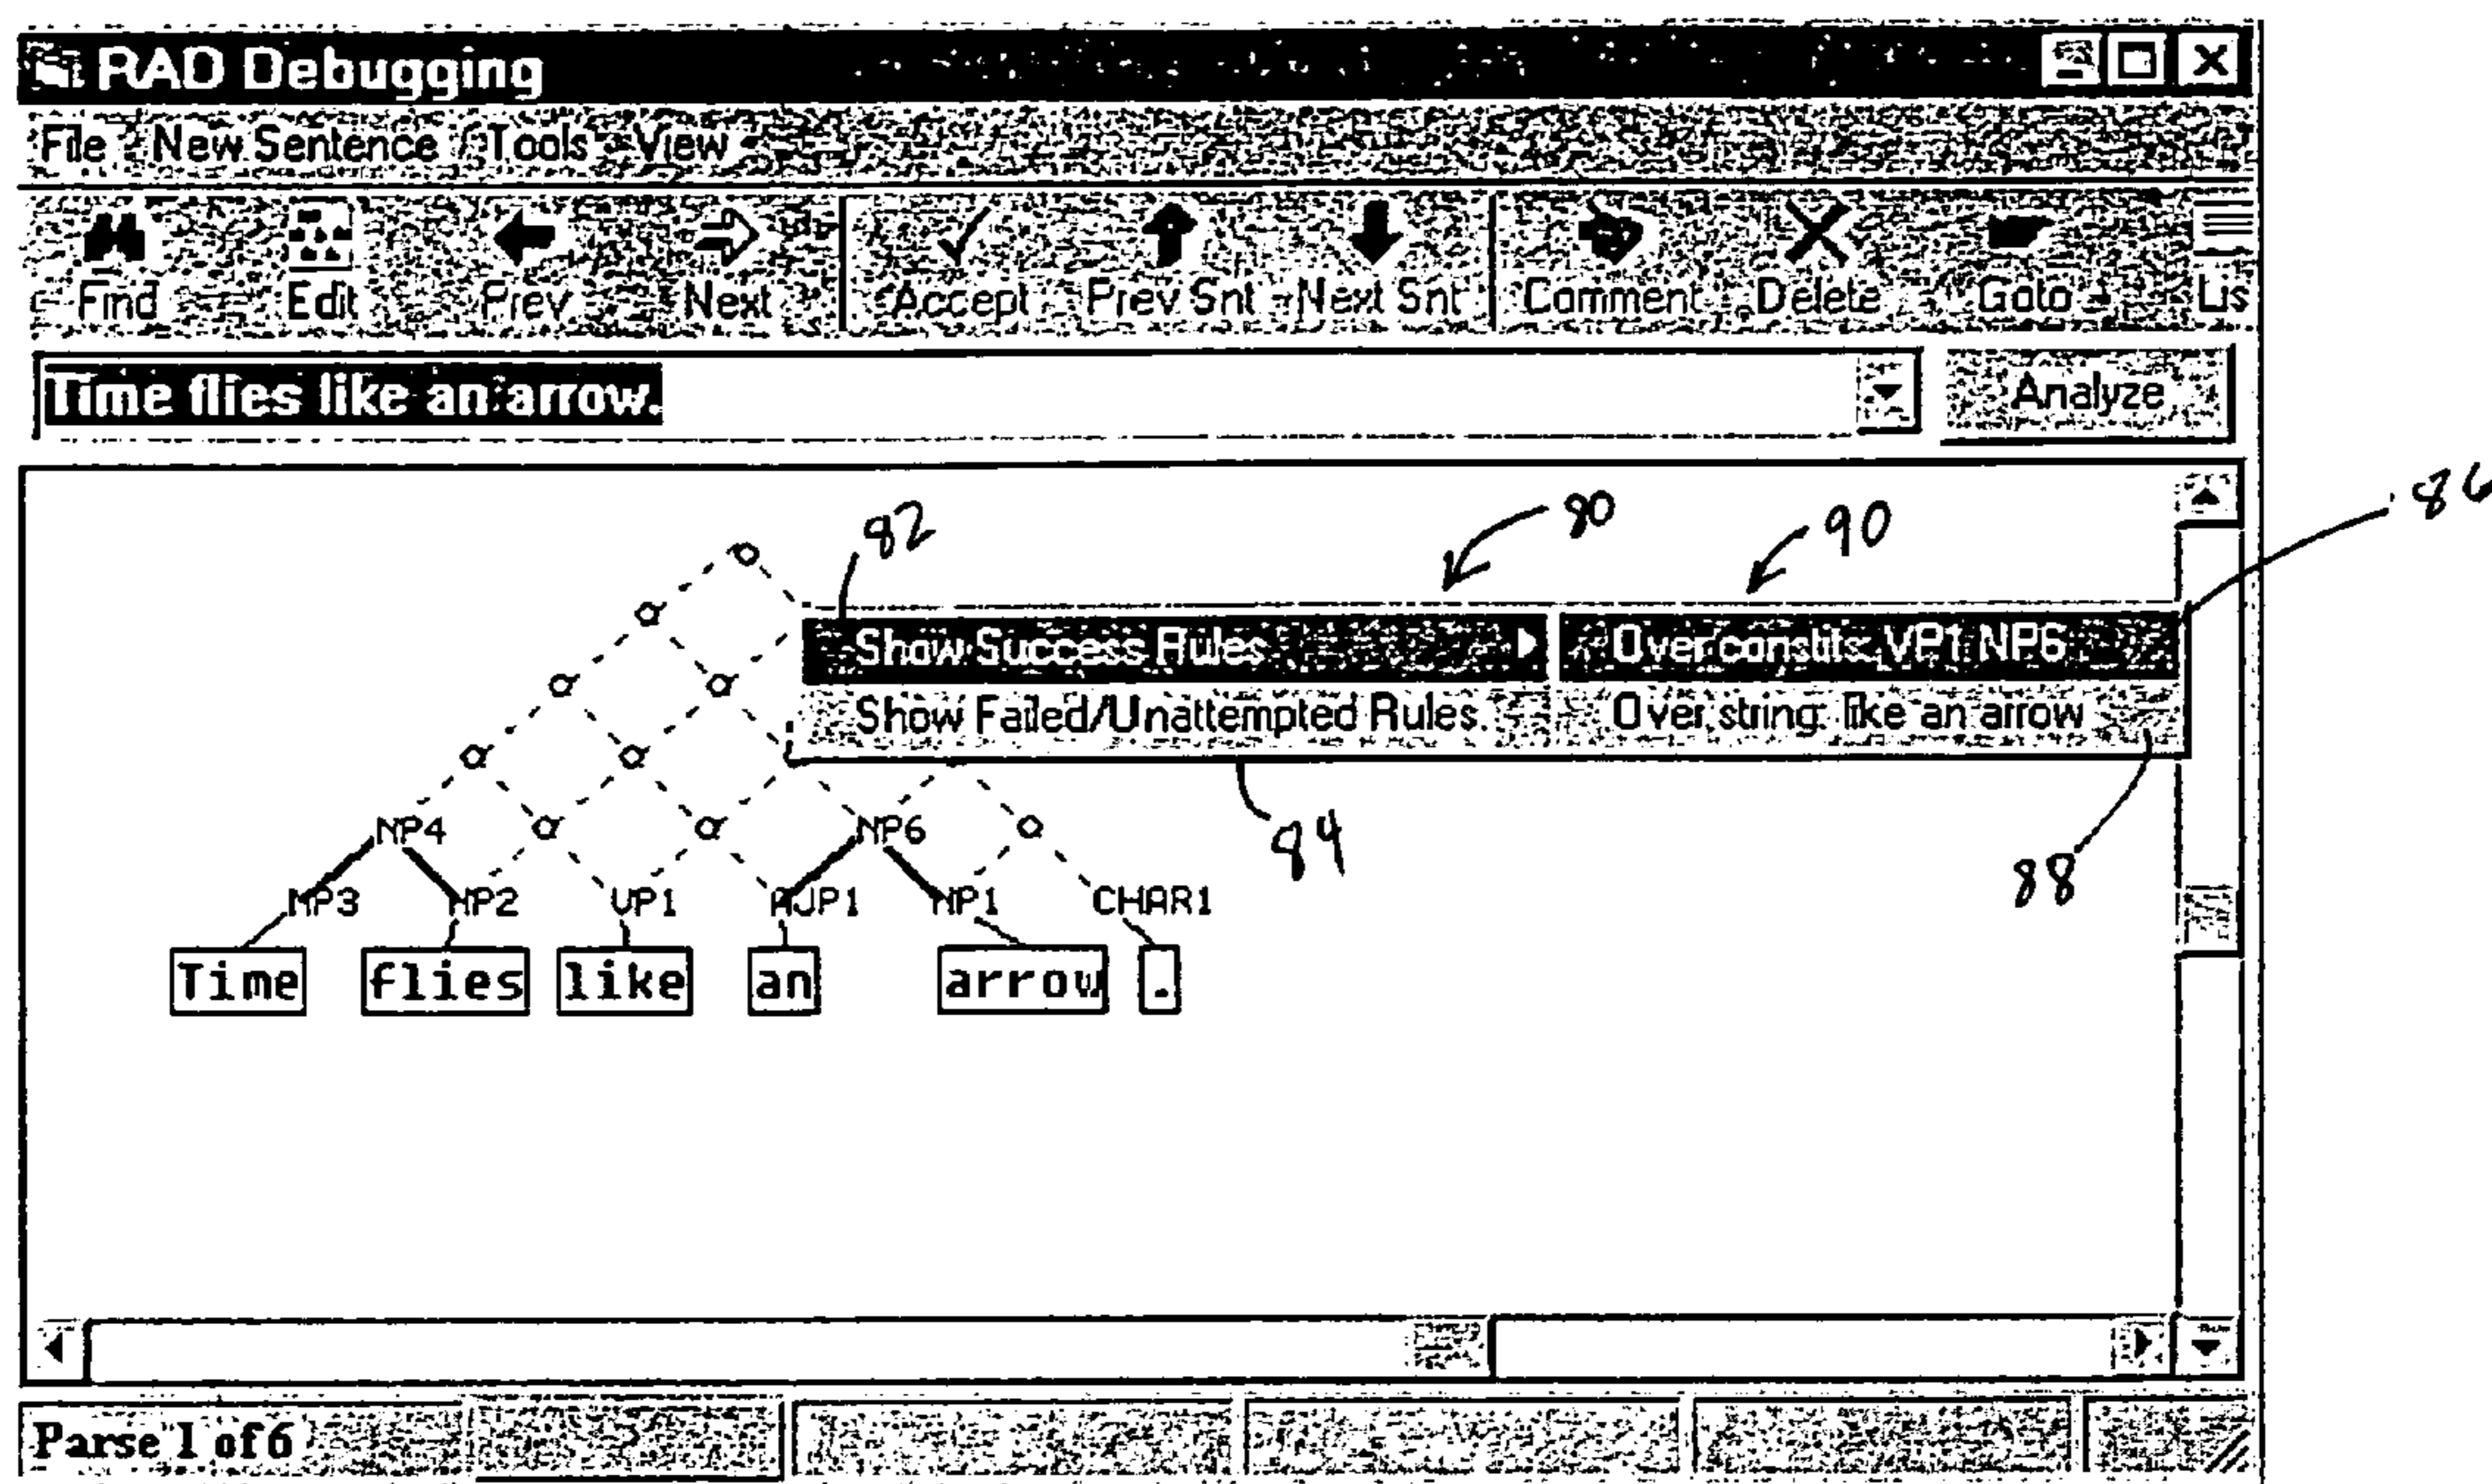 RAD Debugging
File New Sentence Tools View
Find Edit Prev Next Accept Prev Snt Next Snt Comment Delete Goto Lis
Time flies like an arrow. Analyze
82 80 90 86
Show Success Rules Over constits: VP1 NP6
Show Failed/Unattempted Rules Over string: like an arrow
84 88
NP4 NP6
NP3 NP2 VP1 AJP1 NP1 CHAR1
Time flies like an arrow .
Parse 1 of 6